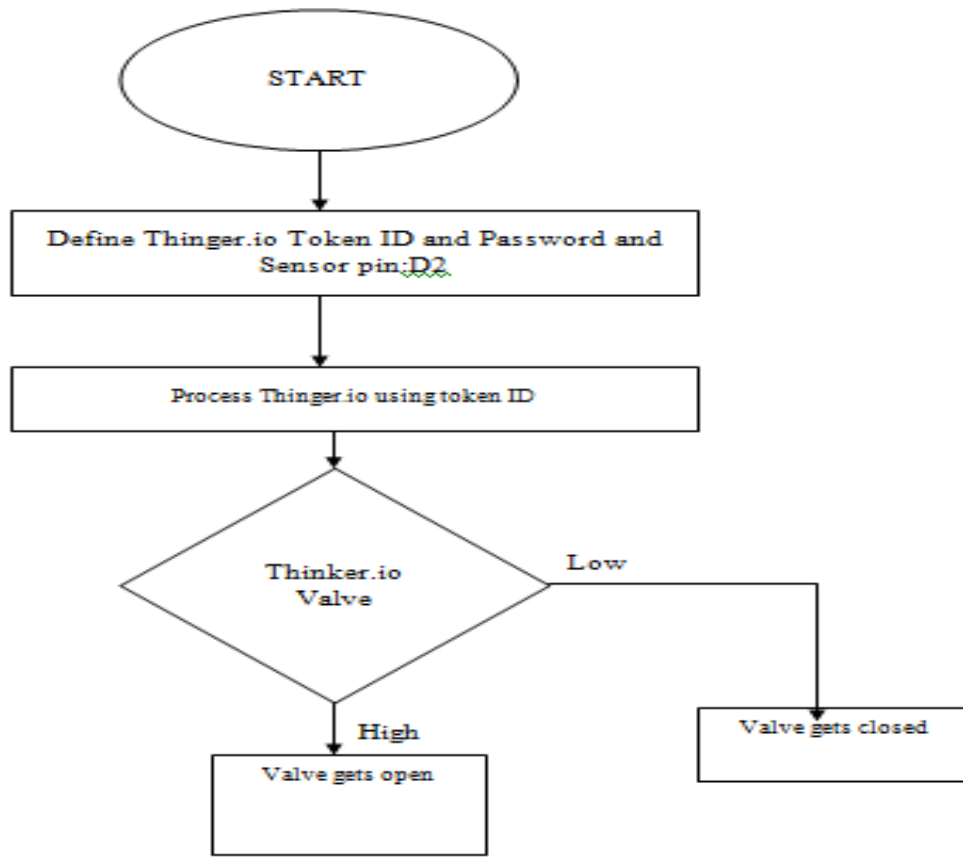 START
Define Thinger.io Token ID and Password and
Sensor pin:D2
Process Thinger.io using token ID
Thinker.io
Valve
Low
High
Valve gets closed
Valve gets open